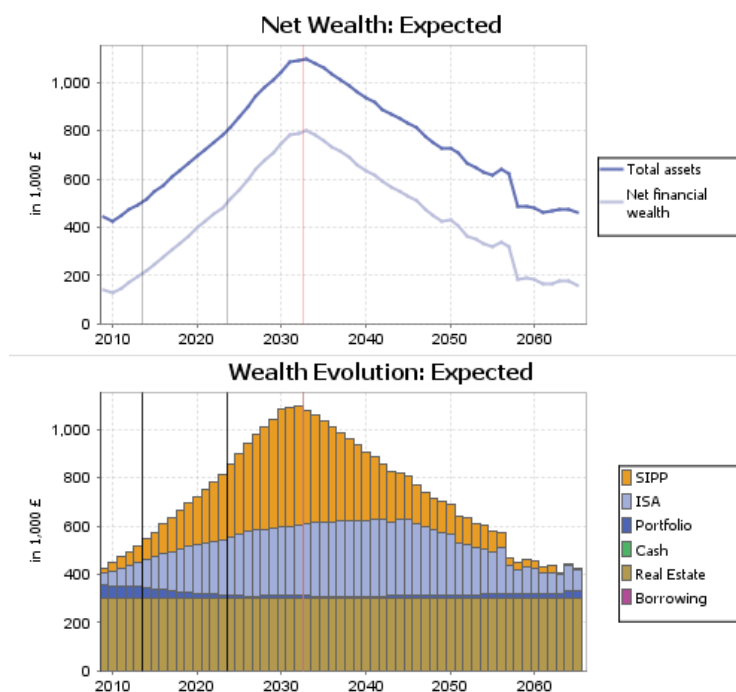 Net Wealth: Expected
in 1,000 £
1,000
800
600
400
200
0
2010 2020 2030 2040 2050 2060
Total assets
Net financial
wealth
Wealth Evolution: Expected
in 1,000 £
1,000
800
600
400
200
0
2010 2020 2030 2040 2050 2060
SIPP
ISA
Portfolio
Cash
Real Estate
Borrowing